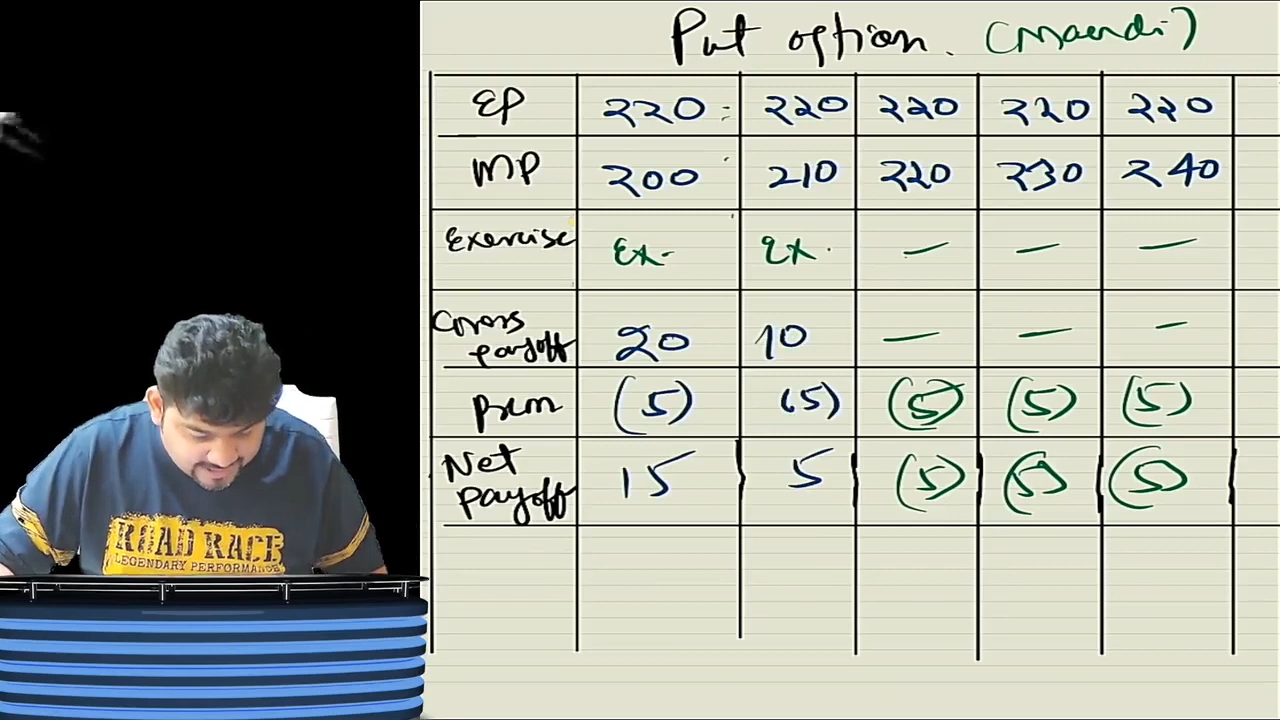 Put option. (Mandi)
EP 220 220 220 220 220
MP 200 210 220 230 240
Exercise Ex. Ex. — — —
Gross payoff 20 10 — — —
Prem (5) (5) (5) (5) (5)
Net payoff 15 5 (5) (5) (5)
ROAD RACE
LEGENDARY PERFORMANCE